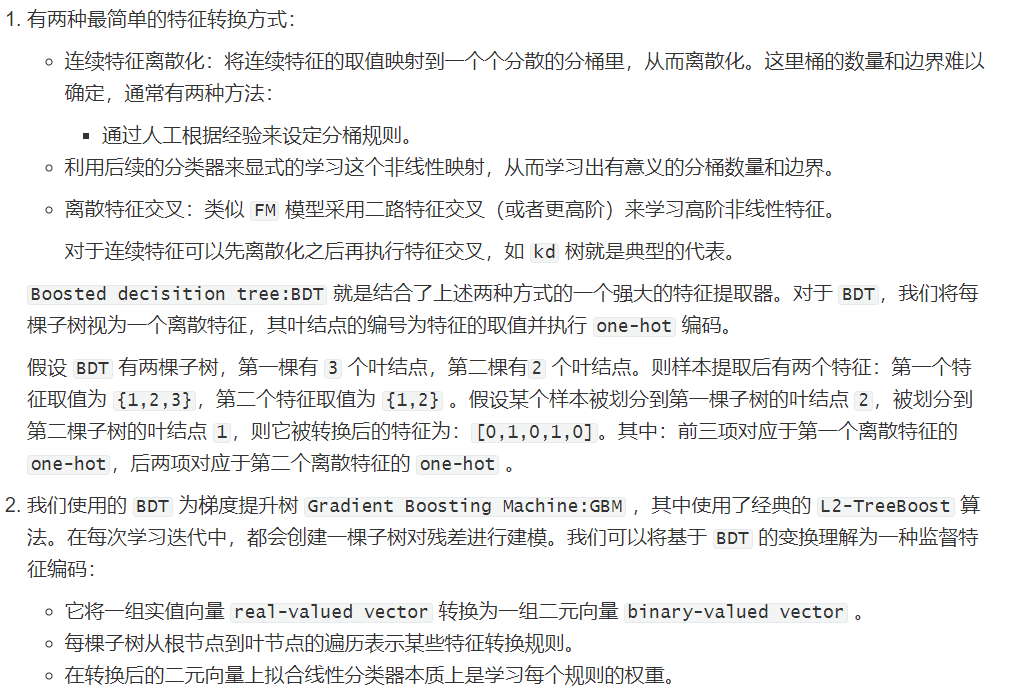 1. 有两种最简单的特征转换方式：
连续特征离散化：将连续特征的取值映射到一个个分散的分桶里，从而离散化。这里桶的数量和边界难以
确定，通常有两种方法：
通过人工根据经验来设定分桶规则。
利用后续的分类器来显式的学习这个非线性映射，从而学习出有意义的分桶数量和边界。
离散特征交叉：类似 FM 模型采用二路特征交叉（或者更高阶）来学习高阶非线性特征。
对于连续特征可以先离散化之后再执行特征交叉，如 kd 树就是典型的代表。
Boosted decisition tree:BDT 就是结合了上述两种方式的一个强大的特征提取器。对于 BDT，我们将每
棵子树视为一个离散特征，其叶结点的编号为特征的取值并执行 one-hot 编码。
假设 BDT 有两棵子树，第一棵有 3 个叶结点，第二棵有 2 个叶结点。则样本提取后有两个特征：第一个特
征取值为 {1,2,3}，第二个特征取值为 {1,2} 。假设某个样本被划分到第一棵子树的叶结点 2，被划分到
第二棵子树的叶结点 1，则它被转换后的特征为：[0,1,0,1,0]。其中：前三项对应于第一个离散特征的
one-hot，后两项对应于第二个离散特征的 one-hot 。
2. 我们使用的 BDT 为梯度提升树 Gradient Boosting Machine:GBM ，其中使用了经典的 L2-TreeBoost 算
法。在每次学习迭代中，都会创建一棵子树对残差进行建模。我们可以将基于 BDT 的变换理解为一种监督特
征编码：
它将一组实值向量 real-valued vector 转换为一组二元向量 binary-valued vector 。
每棵子树从根节点到叶节点的遍历表示某些特征转换规则。
在转换后的二元向量上拟合线性分类器本质上是学习每个规则的权重。